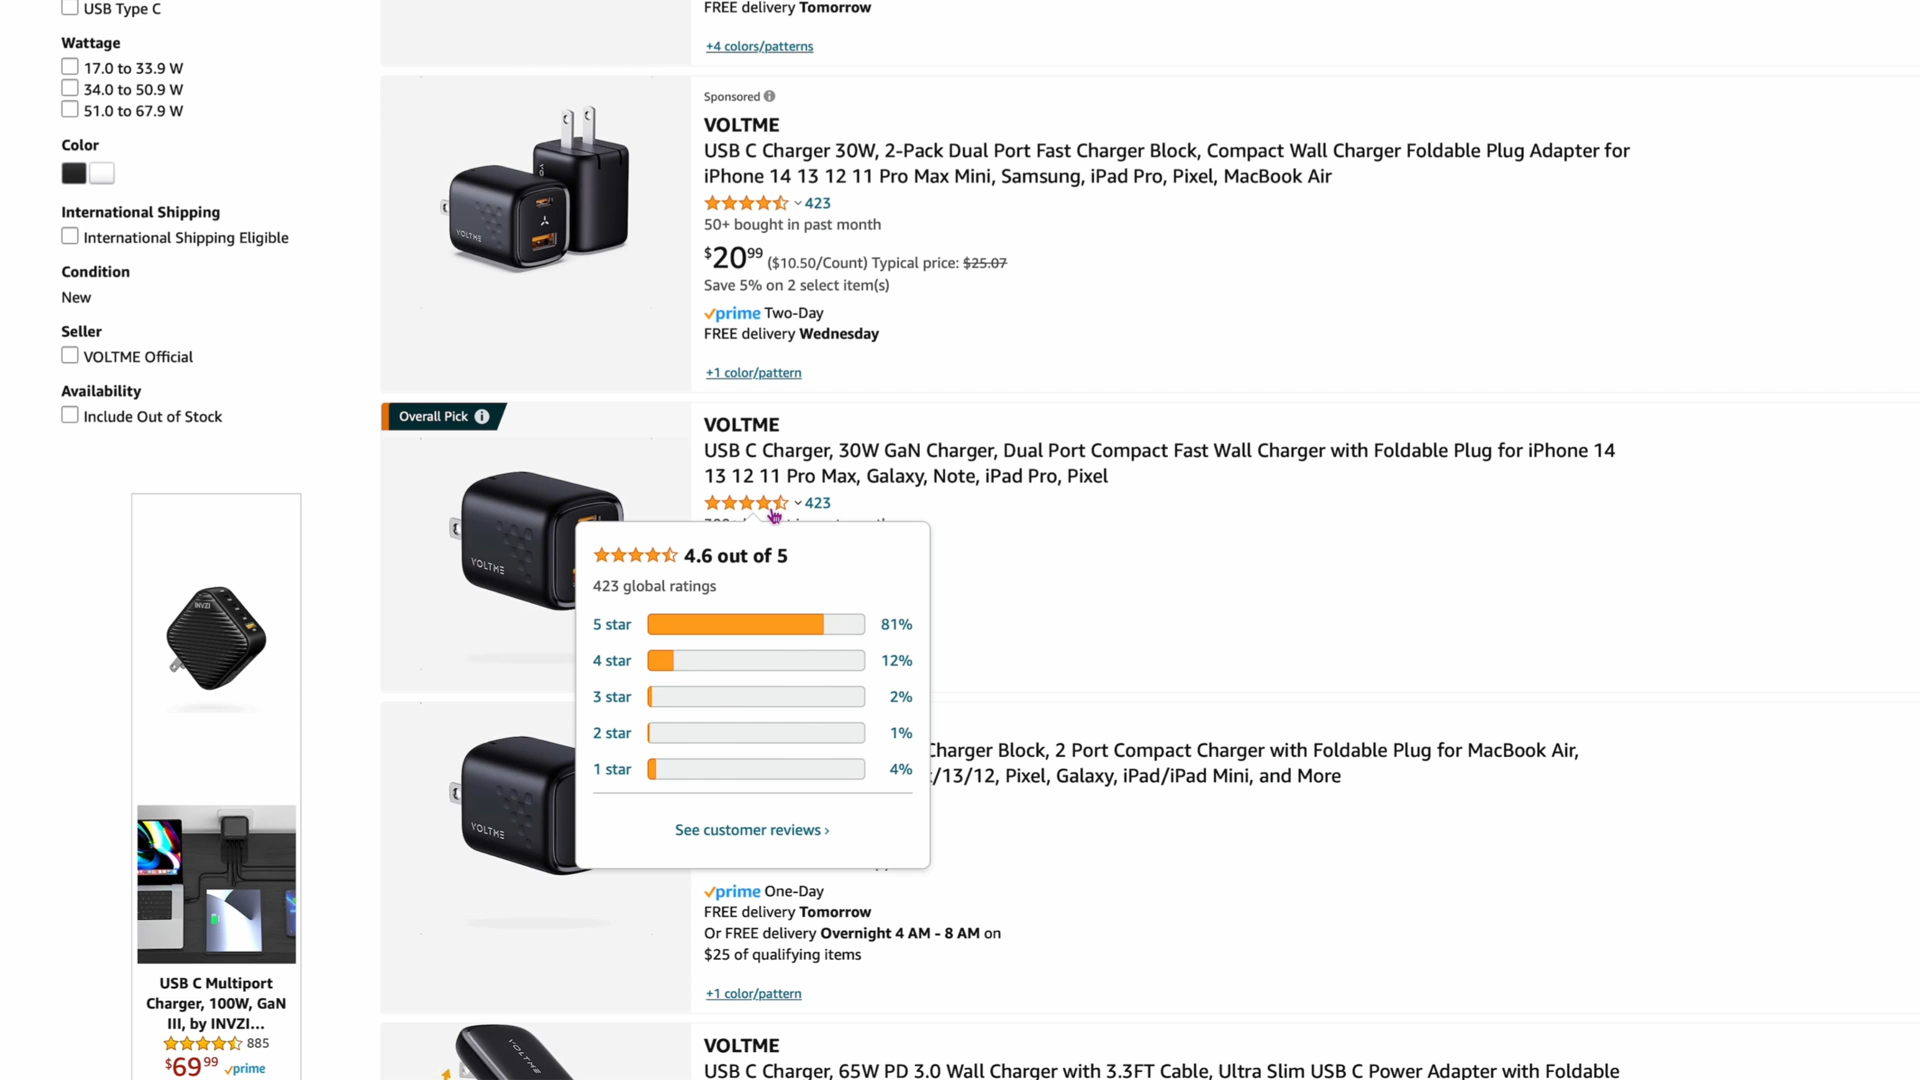 USB Type C
Wattage
17.0 to 33.9 W
34.0 to 50.9 W
51.0 to 67.9 W
Color
International Shipping
International Shipping Eligible
Condition
New
Seller
VOLTME Official
Availability
Include Out of Stock
INVZI
USB C Multiport
Charger, 100W, GaN
III, by INVZI...
885
$69.99 prime
FREE delivery Tomorrow
+4 colors/patterns
VOLTME
Sponsored
VOLTME
USB C Charger 30W, 2-Pack Dual Port Fast Charger Block, Compact Wall Charger Foldable Plug Adapter for
iPhone 14 13 12 11 Pro Max Mini, Samsung, iPad Pro, Pixel, MacBook Air
423
50+ bought in past month
$20.99 ($10.50/Count) Typical price: $25.07
Save 5% on 2 select item(s)
prime Two-Day
FREE delivery Wednesday
+1 color/pattern
Overall Pick
VOLTME
VOLTME
USB C Charger, 30W GaN Charger, Dual Port Compact Fast Wall Charger with Foldable Plug for iPhone 14
13 12 11 Pro Max, Galaxy, Note, iPad Pro, Pixel
423
4.6 out of 5
423 global ratings
5 star 81%
4 star 12%
3 star 2%
2 star 1%
1 star 4%
See customer reviews ›
VOLTME
Charger Block, 2 Port Compact Charger with Foldable Plug for MacBook Air,
/13/12, Pixel, Galaxy, iPad/iPad Mini, and More
prime One-Day
FREE delivery Tomorrow
Or FREE delivery Overnight 4 AM - 8 AM on
$25 of qualifying items
+1 color/pattern
VOLTME
VOLTME
USB C Charger, 65W PD 3.0 Wall Charger with 3.3FT Cable, Ultra Slim USB C Power Adapter with Foldable